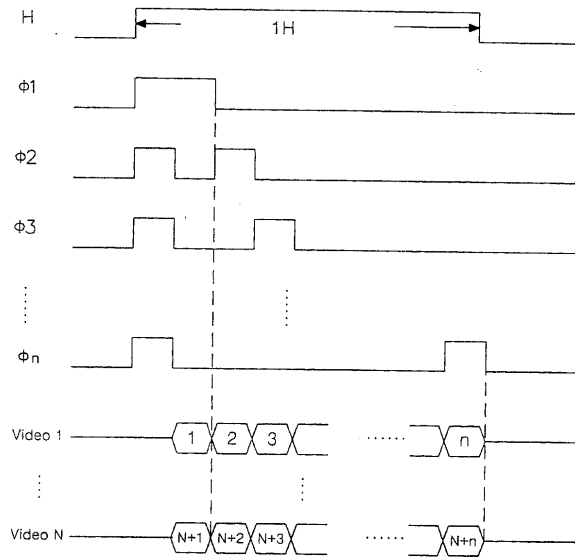 H
1H
Φ1
Φ2
Φ3
Φn
Video 1
1 2 3 ...... n
Video N
N+1 N+2 N+3 ...... N+n